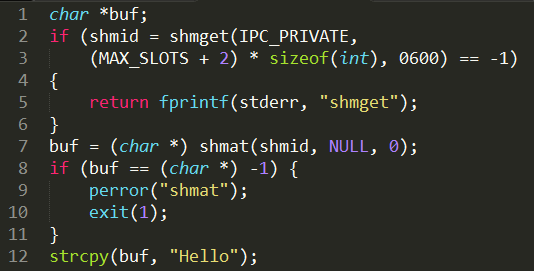 1 char *buf;
2 if (shmid = shmget(IPC_PRIVATE,
3 (MAX_SLOTS + 2) * sizeof(int), 0600) == -1)
4 {
5 return fprintf(stderr, "shmget");
6 }
7 buf = (char *) shmat(shmid, NULL, 0);
8 if (buf == (char *) -1) {
9 perror("shmat");
10 exit(1);
11 }
12 strcpy(buf, "Hello");